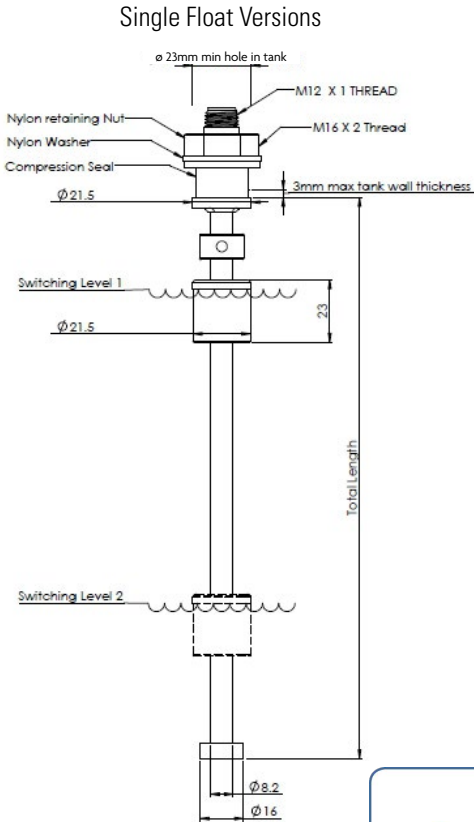 Single Float Versions
ø 23mm min hole in tank
M12 X 1 THREAD
Nylon retaining Nut
M16 X 2 Thread
Nylon Washer
Compression Seal
3mm max tank wall thickness
Ø21.5
Switching Level 1
23
Ø21.5
Total Length
Switching Level 2
Ø8.2
Ø16